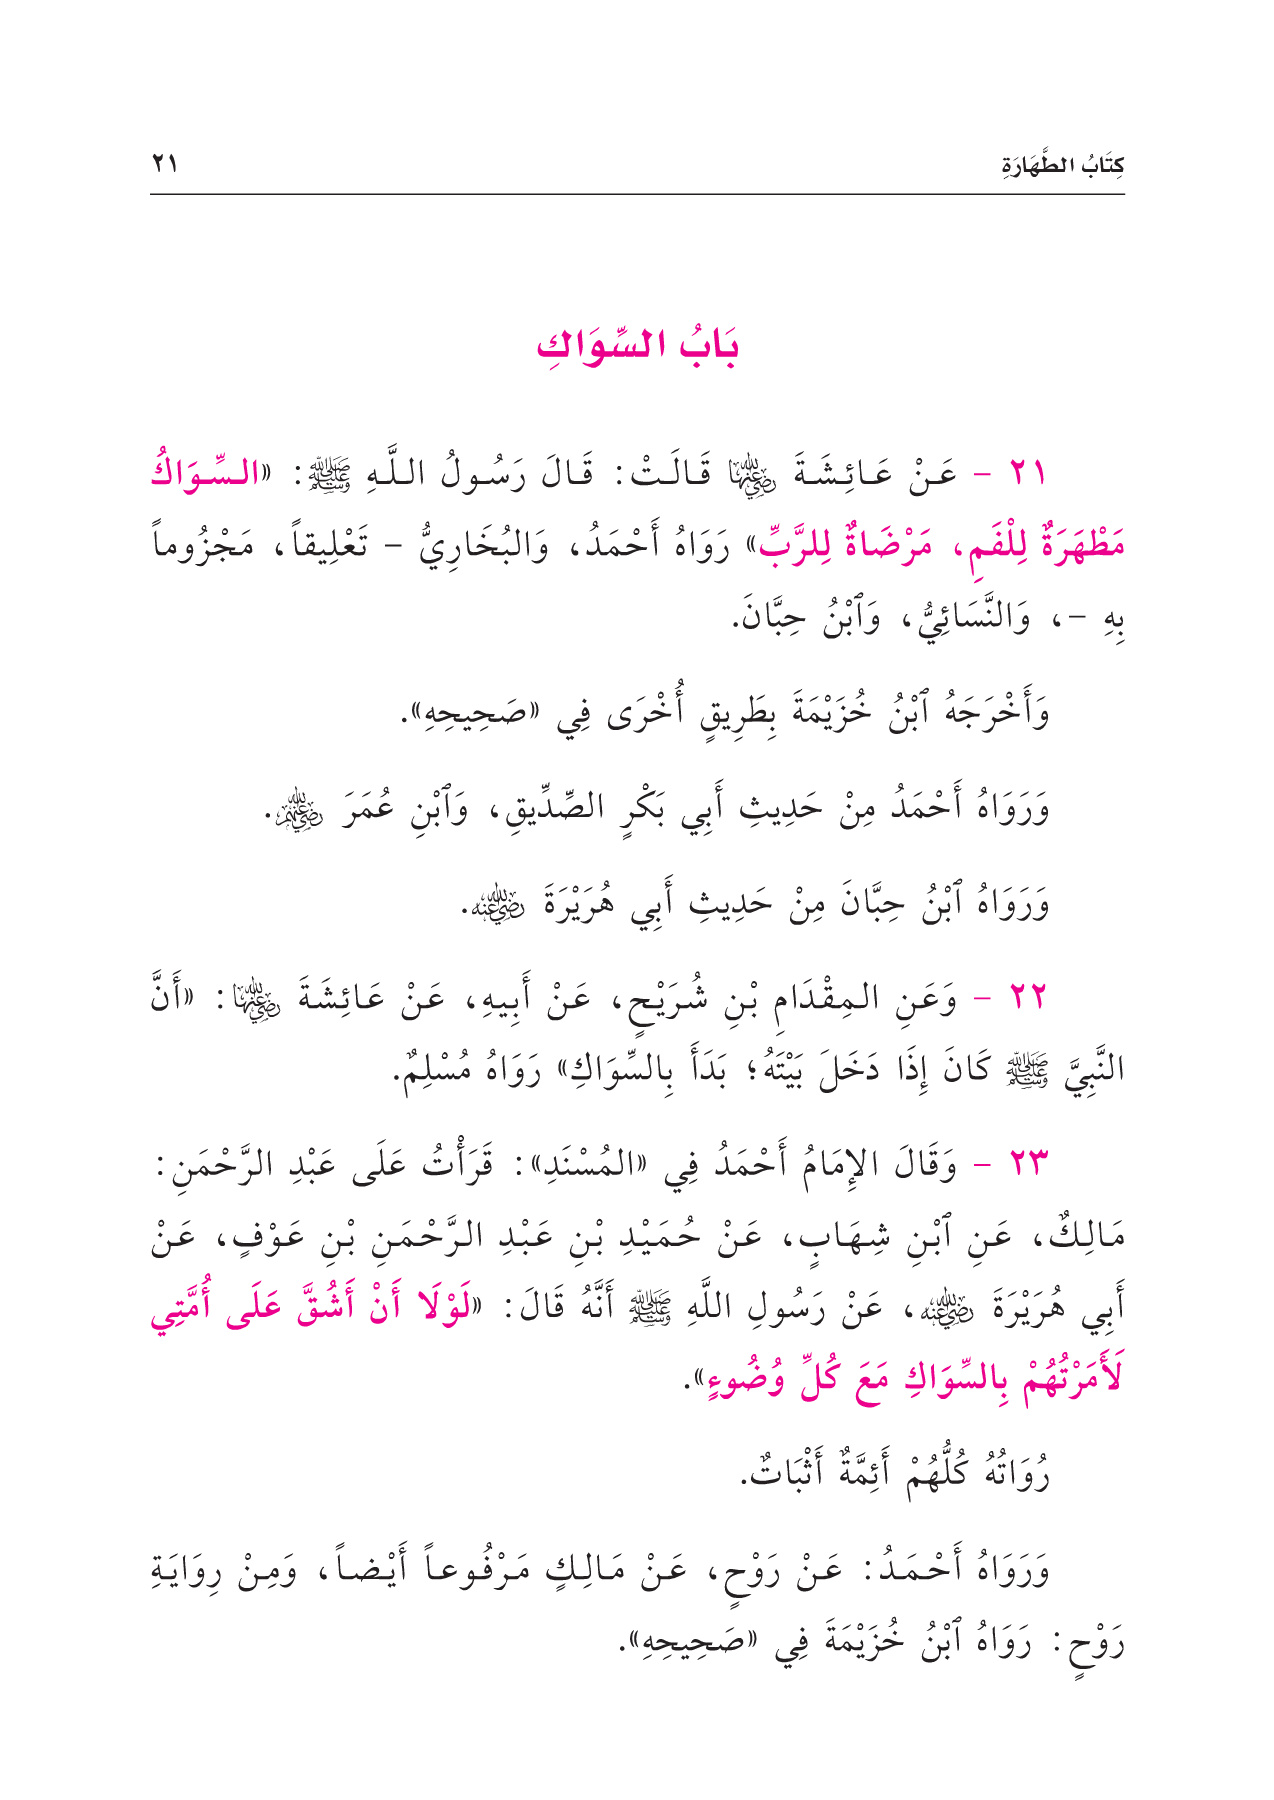 كِتَابُ الطَّهَارَةِ ٢١
بَابُ السِّوَاكِ
٢١ - عَنْ عَائِشَةَ رضي الله عنها قَالَتْ: قَالَ رَسُولُ اللَّهِ ﷺ: «السِّوَاكُ
مَطْهَرَةٌ لِلْفَمِ، مَرْضَاةٌ لِلرَّبِّ» رَوَاهُ أَحْمَدُ، وَالبُخَارِيُّ - تَعْلِيقاً، مَجْزُوماً
بِهِ -، وَالنَّسَائِيُّ، وَٱبْنُ حِبَّانَ.
وَأَخْرَجَهُ ٱبْنُ خُزَيْمَةَ بِطَرِيقٍ أُخْرَى فِي «صَحِيحِهِ».
وَرَوَاهُ أَحْمَدُ مِنْ حَدِيثِ أَبِي بَكْرٍ الصِّدِّيقِ، وَٱبْنِ عُمَرَ رضي الله عنهم.
وَرَوَاهُ ٱبْنُ حِبَّانَ مِنْ حَدِيثِ أَبِي هُرَيْرَةَ رضي الله عنه.
٢٢ - وَعَنِ المِقْدَامِ بْنِ شُرَيْحٍ، عَنْ أَبِيهِ، عَنْ عَائِشَةَ رضي الله عنها: «أَنَّ
النَّبِيَّ ﷺ كَانَ إِذَا دَخَلَ بَيْتَهُ؛ بَدَأَ بِالسِّوَاكِ» رَوَاهُ مُسْلِمٌ.
٢٣ - وَقَالَ الإِمَامُ أَحْمَدُ فِي «المُسْنَدِ»: قَرَأْتُ عَلَى عَبْدِ الرَّحْمَنِ:
مَالِكٌ، عَنِ ٱبْنِ شِهَابٍ، عَنْ حُمَيْدِ بْنِ عَبْدِ الرَّحْمَنِ بْنِ عَوْفٍ، عَنْ
أَبِي هُرَيْرَةَ رضي الله عنه، عَنْ رَسُولِ اللَّهِ ﷺ أَنَّهُ قَالَ: «لَوْلَا أَنْ أَشُقَّ عَلَى أُمَّتِي
لَأَمَرْتُهُمْ بِالسِّوَاكِ مَعَ كُلِّ وُضُوءٍ».
رُوَاتُهُ كُلُّهُمْ أَئِمَّةٌ أَثْبَاتٌ.
وَرَوَاهُ أَحْمَدُ: عَنْ رَوْحٍ، عَنْ مَالِكٍ مَرْفُوعاً أَيْضاً، وَمِنْ رِوَايَةِ
رَوْحٍ: رَوَاهُ ٱبْنُ خُزَيْمَةَ فِي «صَحِيحِهِ».